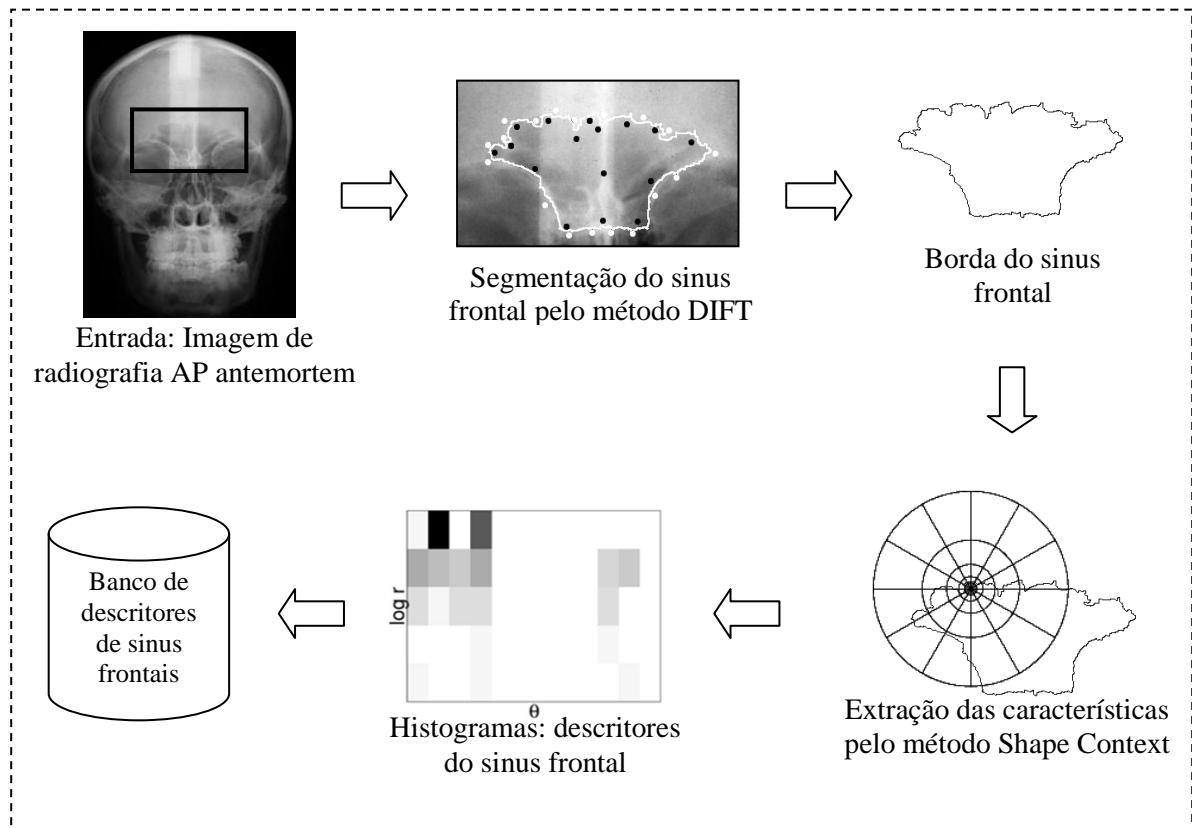 Entrada: Imagem de
radiografia AP antemortem
Segmentação do sinus
frontal pelo método DIFT
Borda do sinus
frontal
Extração das características
pelo método Shape Context
log r
θ
Histogramas: descritores
do sinus frontal
Banco de
descritores
de sinus
frontais